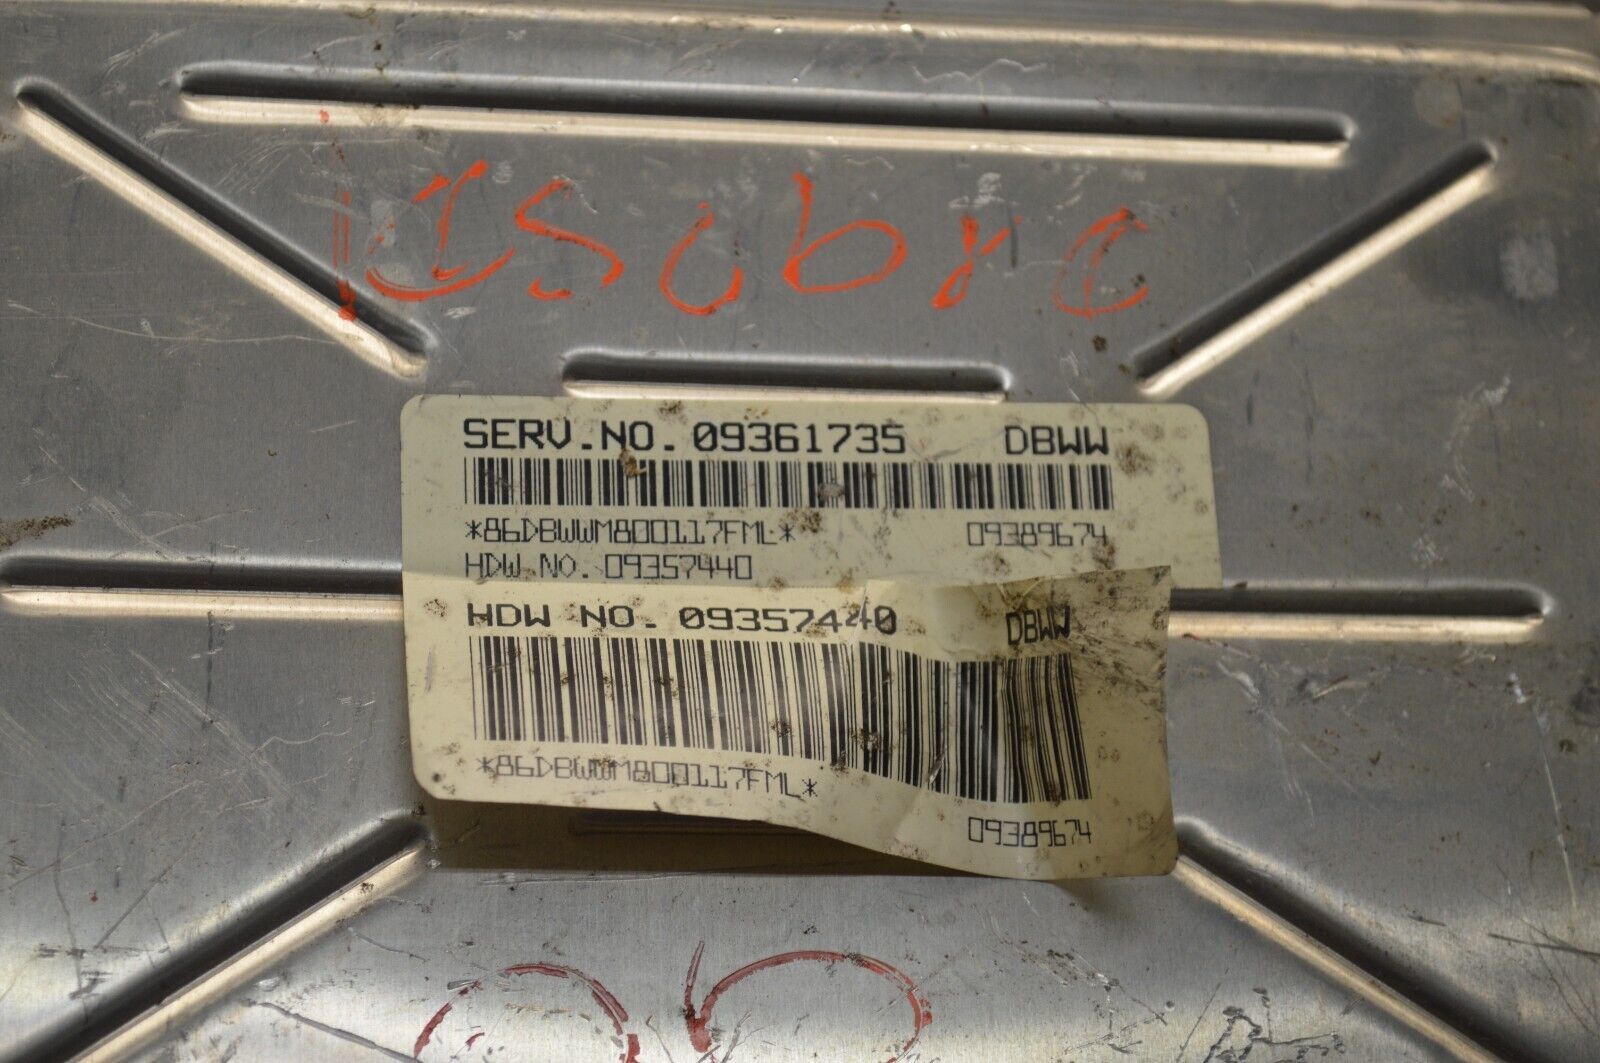 SERV.NO. 09361735 DBWW
*86DBWWM800117FML* 09389674
HDW NO. 09357440
HDW NO. 09357440 DBWW
*86DBWWM800117FML*
09389674